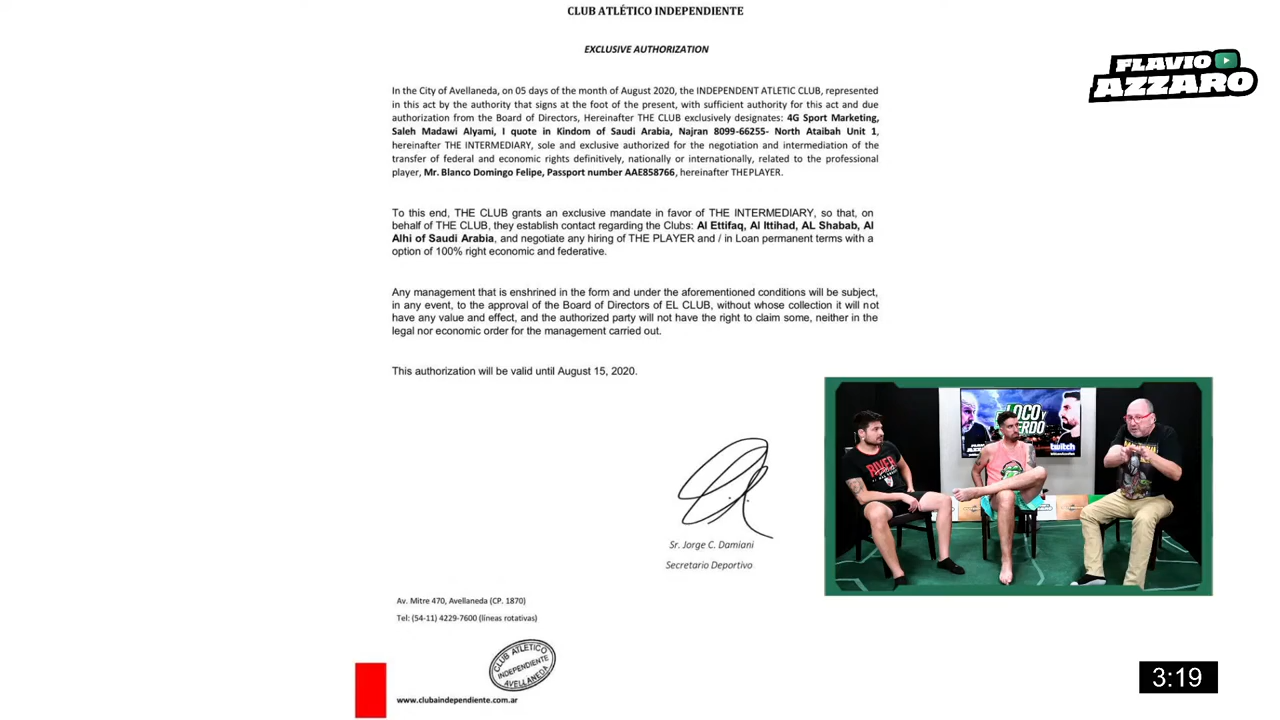 CLUB ATLÉTICO INDEPENDIENTE
EXCLUSIVE AUTHORIZATION
In the City of Avellaneda, on 05 days of the month of August 2020, the INDEPENDENT ATLETIC CLUB, represented
in this act by the authority that signs at the foot of the present, with sufficient authority for this act and due
authorization from the Board of Directors, Hereinafter THE CLUB exclusively designates: 4G Sport Marketing,
Saleh Madawi Alyami, I quote in Kindom of Saudi Arabia, Najran 8099-66255- North Ataibah Unit 1,
hereinafter THE INTERMEDIARY, sole and exclusive authorized for the negotiation and intermediation of the
transfer of federal and economic rights definitively, nationally or internationally, related to the professional
player, Mr. Blanco Domingo Felipe, Passport number AAE858766, hereinafter THEPLAYER.
To this end, THE CLUB grants an exclusive mandate in favor of THE INTERMEDIARY, so that, on
behalf of THE CLUB, they establish contact regarding the Clubs: Al Ettifaq, Al Ittihad, AL Shabab, Al
Alhi of Saudi Arabia, and negotiate any hiring of THE PLAYER and / in Loan permanent terms with a
option of 100% right economic and federative.
Any management that is enshrined in the form and under the aforementioned conditions will be subject,
in any event, to the approval of the Board of Directors of EL CLUB, without whose collection it will not
have any value and effect, and the authorized party will not have the right to claim some, neither in the
legal nor economic order for the management carried out.
This authorization will be valid until August 15, 2020.
Sr. Jorge C. Damiani
Secretario Deportivo
Av. Mitre 470, Avellaneda (CP. 1870)
Tel: (54-11) 4229-7600 (líneas rotativas)
CLUB ATLETICO
INDEPENDIENTE
AVELLANEDA
www.clubaindependiente.com.ar
FLAVIO
AZZARO
LOCO Y
twitch
RIVER
3:19